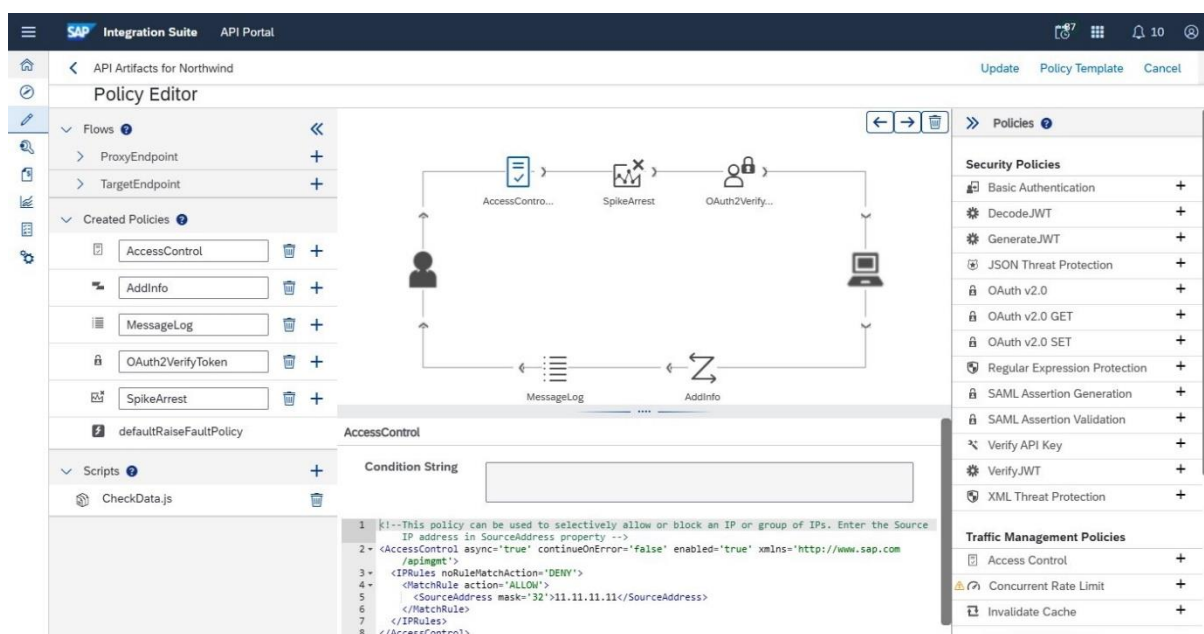 SAP Integration Suite API Portal
87
10
API Artifacts for Northwind
Update Policy Template Cancel
Policy Editor
Flows
ProxyEndpoint
TargetEndpoint
Created Policies
AccessControl
AddInfo
MessageLog
OAuth2VerifyToken
SpikeArrest
defaultRaiseFaultPolicy
Scripts
CheckData.js
AccessContro...
SpikeArrest
OAuth2Verify...
MessageLog
AddInfo
AccessControl
Condition String
1 <!--This policy can be used to selectively allow or block an IP or group of IPs. Enter the Source
IP address in SourceAddress property -->
2 <AccessControl async='true' continueOnError='false' enabled='true' xmlns='http://www.sap.com
/apimgmt'>
3 <IPRules noRuleMatchAction='DENY'>
4 <MatchRule action='ALLOW'>
5 <SourceAddress mask='32'>11.11.11.11</SourceAddress>
6 </MatchRule>
7 </IPRules>
8 </AccessControl>
Policies
Security Policies
Basic Authentication
DecodeJWT
GenerateJWT
JSON Threat Protection
OAuth v2.0
OAuth v2.0 GET
OAuth v2.0 SET
Regular Expression Protection
SAML Assertion Generation
SAML Assertion Validation
Verify API Key
VerifyJWT
XML Threat Protection
Traffic Management Policies
Access Control
Concurrent Rate Limit
Invalidate Cache